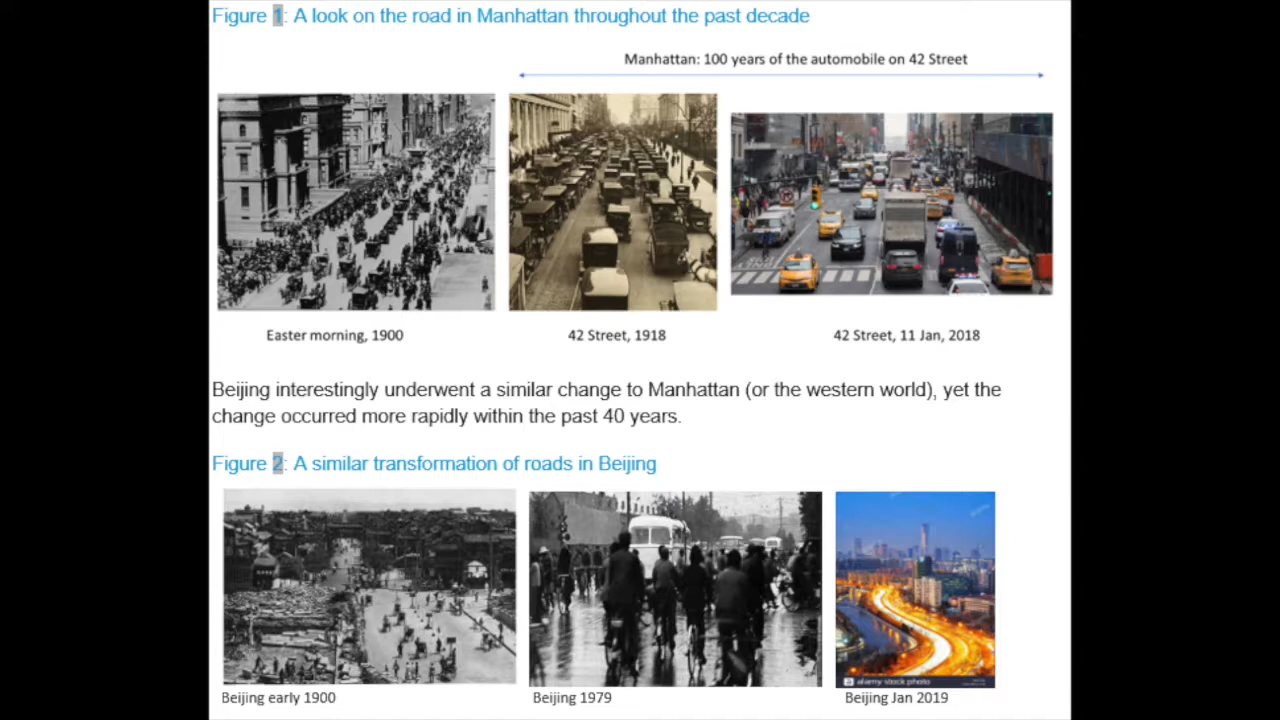 Figure 1: A look on the road in Manhattan throughout the past decade
Manhattan: 100 years of the automobile on 42 Street
Easter morning, 1900
42 Street, 1918
42 Street, 11 Jan, 2018
Beijing interestingly underwent a similar change to Manhattan (or the western world), yet the
change occurred more rapidly within the past 40 years.
Figure 2: A similar transformation of roads in Beijing
alamy stock photo
Beijing early 1900
Beijing 1979
Beijing Jan 2019